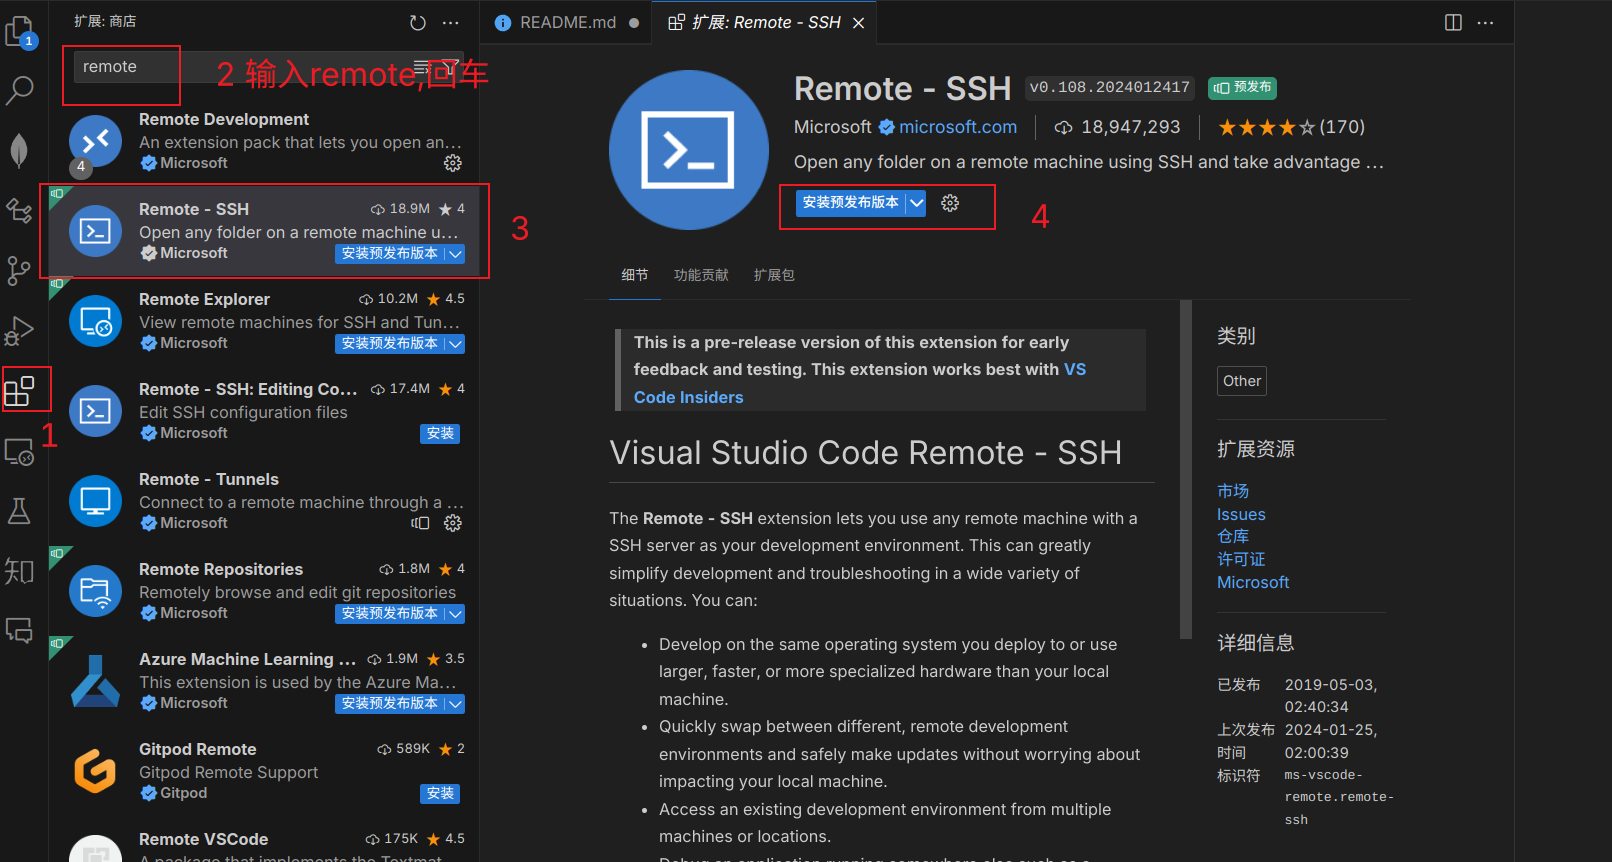 扩展: 商店
1
remote
2 输入remote,回车
Remote Development
An extension pack that lets you open an...
Microsoft
4
Remote - SSH
18.9M ★ 4
Open any folder on a remote machine u...
Microsoft
安装预发布版本
3
Remote Explorer
10.2M ★ 4.5
View remote machines for SSH and Tun...
Microsoft
安装预发布版本
Remote - SSH: Editing Co...
17.4M ★ 4
Edit SSH configuration files
Microsoft
安装
1
Remote - Tunnels
Connect to a remote machine through a ...
Microsoft
Remote Repositories
1.8M ★ 4
Remotely browse and edit git repositories
Microsoft
安装预发布版本
知
Azure Machine Learning ...
1.9M ★ 3.5
This extension is used by the Azure Ma...
Microsoft
安装预发布版本
Gitpod Remote
589K ★ 2
Gitpod Remote Support
Gitpod
安装
Remote VSCode
175K ★ 4.5
A package that implements the Textmat
README.md
扩展: Remote - SSH
Remote - SSH
v0.108.2024012417
预发布
Microsoft
microsoft.com
18,947,293
★★★★☆(170)
Open any folder on a remote machine using SSH and take advantage ...
安装预发布版本
4
细节
功能贡献
扩展包
This is a pre-release version of this extension for early
feedback and testing. This extension works best with VS
Code Insiders
Visual Studio Code Remote - SSH
The Remote - SSH extension lets you use any remote machine with a
SSH server as your development environment. This can greatly
simplify development and troubleshooting in a wide variety of
situations. You can:
• Develop on the same operating system you deploy to or use
larger, faster, or more specialized hardware than your local
machine.
• Quickly swap between different, remote development
environments and safely make updates without worrying about
impacting your local machine.
• Access an existing development environment from multiple
machines or locations.
• Debug an application running somewhere else such as a
类别
Other
扩展资源
市场
Issues
仓库
许可证
Microsoft
详细信息
已发布 2019-05-03,
02:40:34
上次发布 2024-01-25,
时间 02:00:39
标识符 ms-vscode-
remote.remote-
ssh